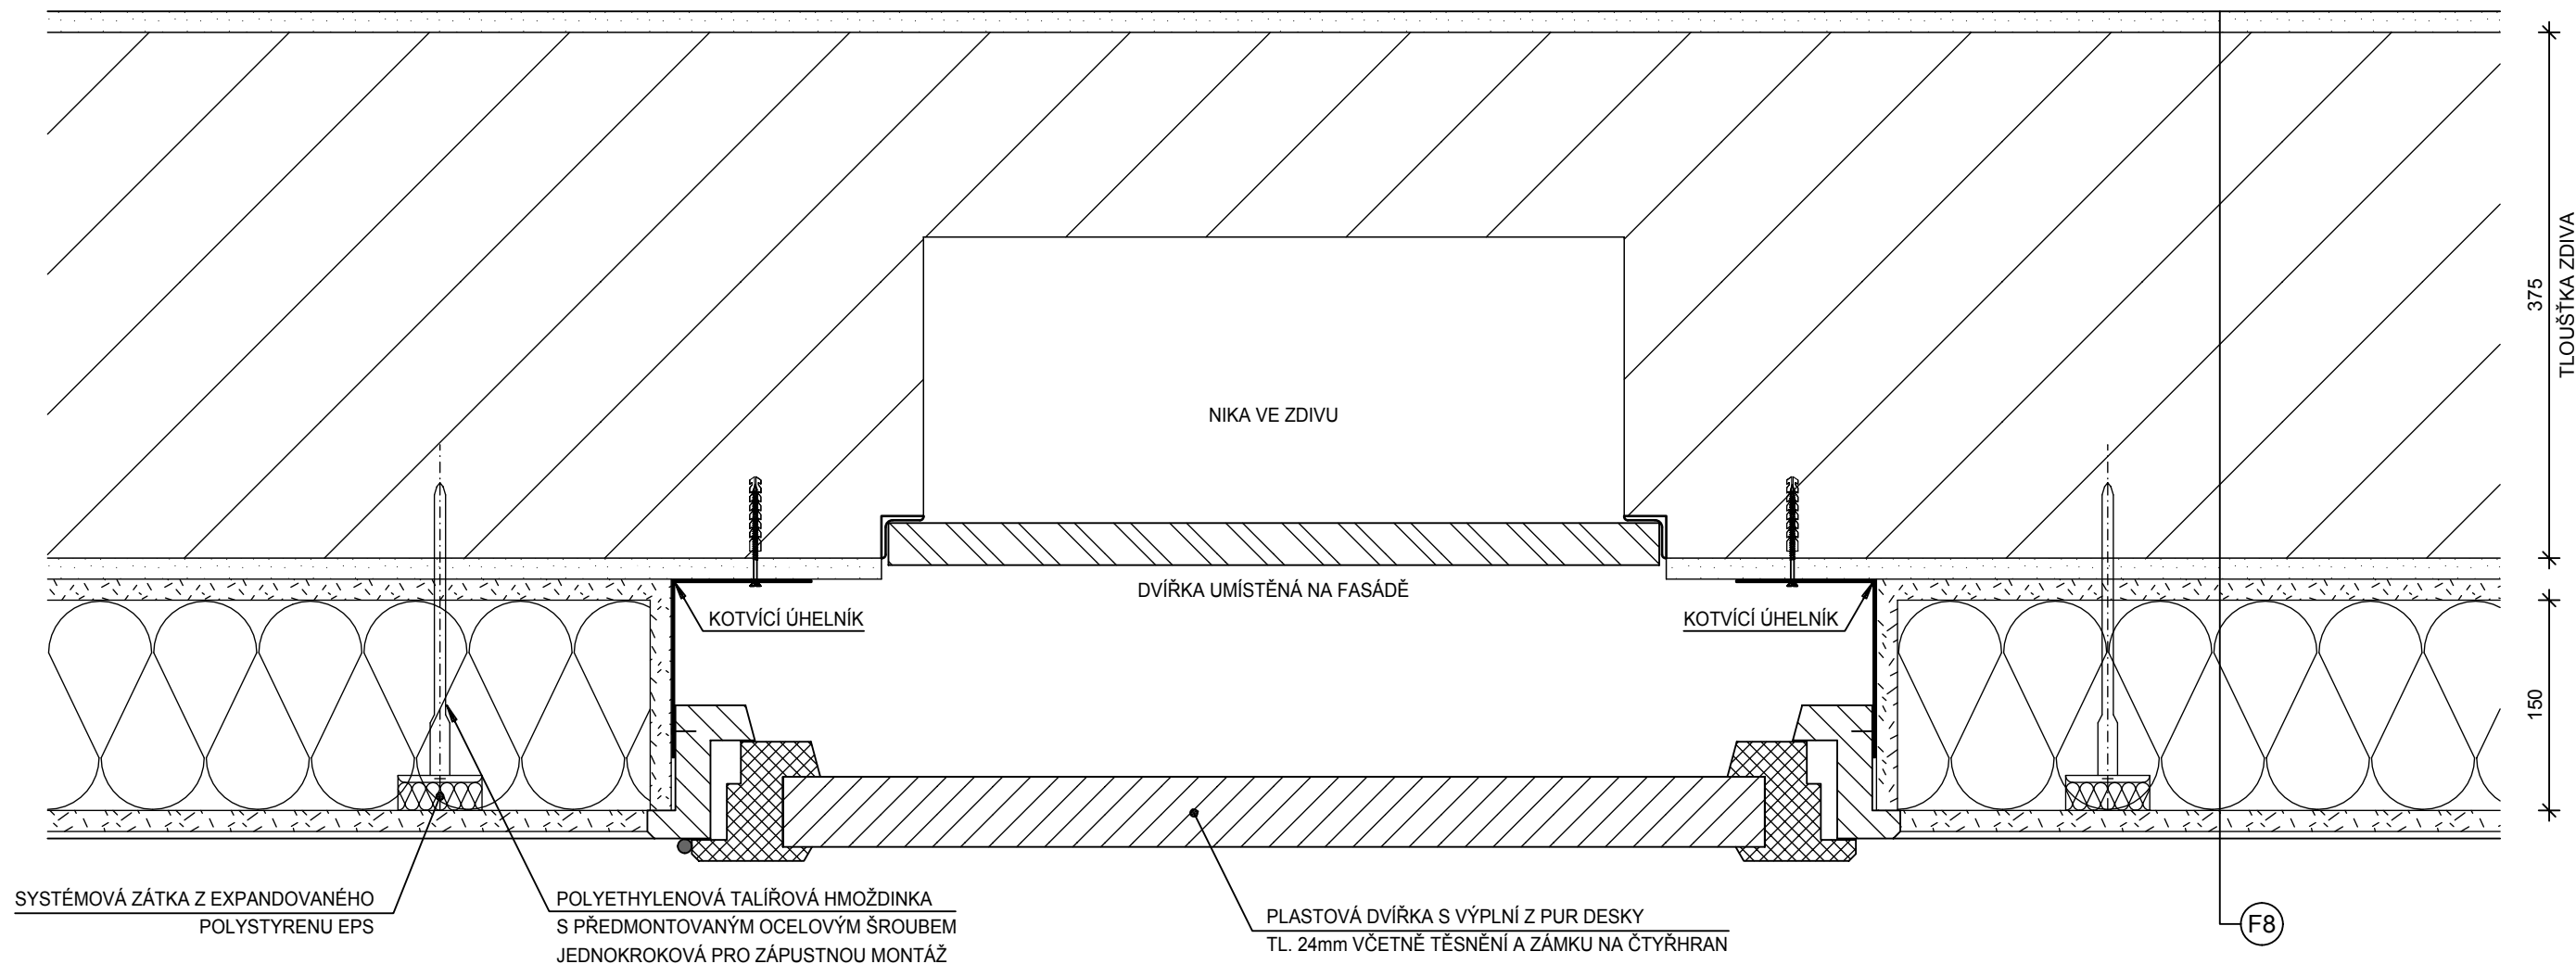 375
TLOUŠŤKA ZDIVA
NIKA VE ZDIVU
DVÍŘKA UMÍSTĚNÁ NA FASÁDĚ
KOTVÍCÍ ÚHELNÍK
KOTVÍCÍ ÚHELNÍK
150
SYSTÉMOVÁ ZÁTKA Z EXPANDOVANÉHO
POLYSTYRENU EPS
POLYETHYLENOVÁ TALÍŘOVÁ HMOŽDINKA
S PŘEDMONTOVANÝM OCELOVÝM ŠROUBEM
JEDNOKROKOVÁ PRO ZÁPUSTNOU MONTÁŽ
PLASTOVÁ DVÍŘKA S VÝPLNÍ Z PUR DESKY
TL. 24mm VČETNĚ TĚSNĚNÍ A ZÁMKU NA ČTYŘHRAN
F8